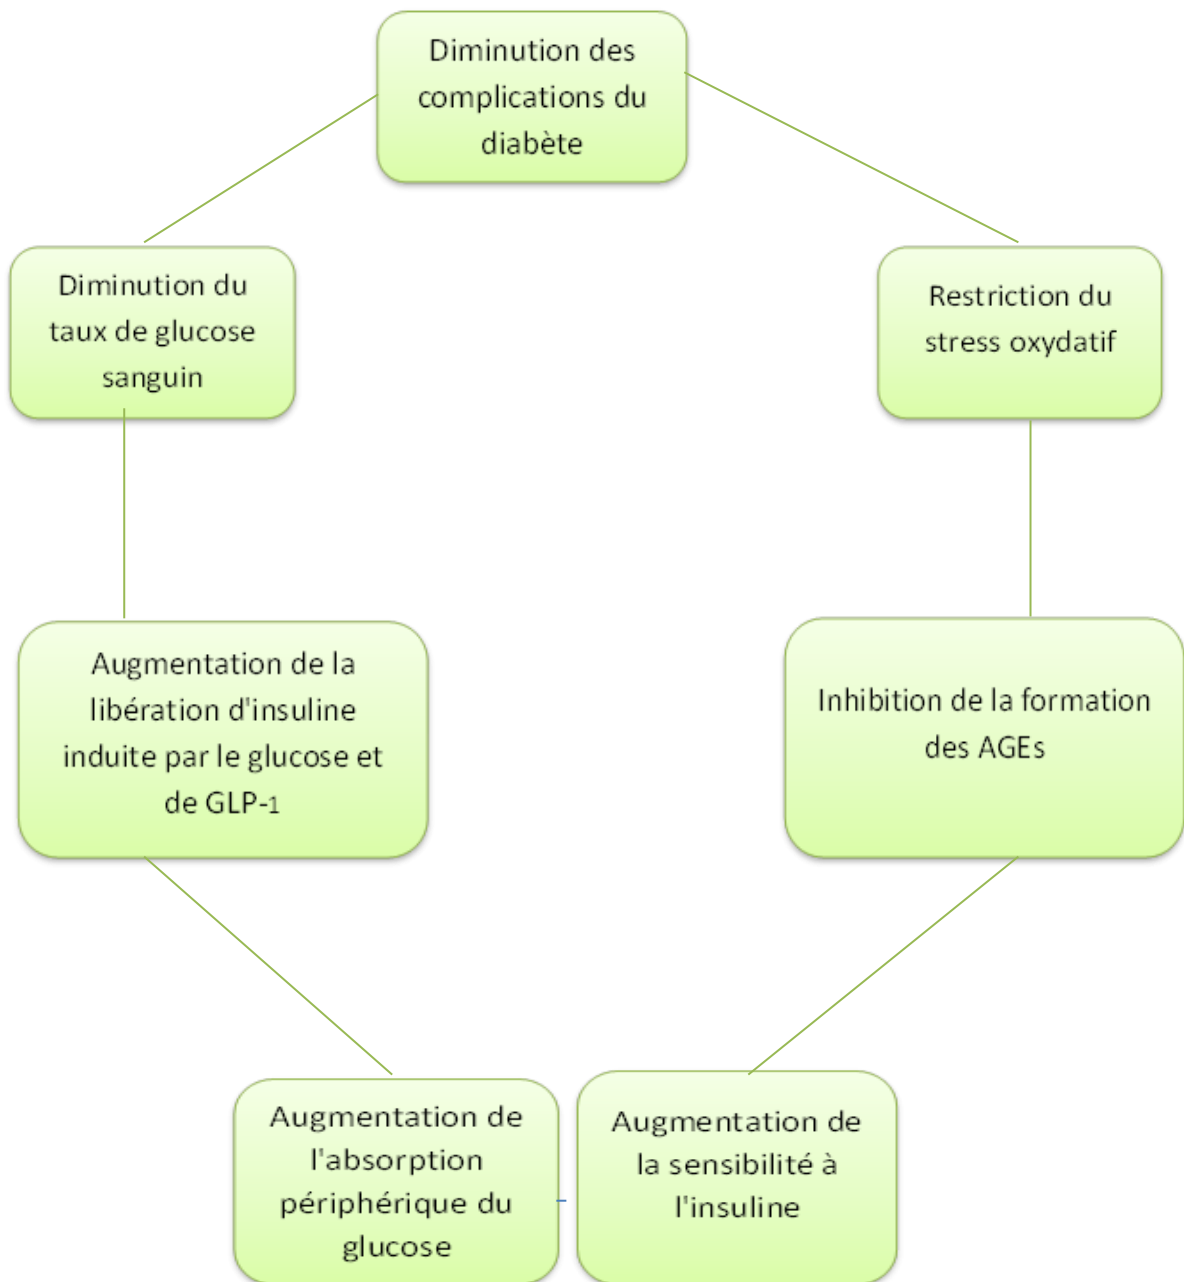 Diminution des
complications du
diabète
Diminution du
taux de glucose
sanguin
Restriction du
stress oxydatif
Augmentation de la
libération d'insuline
induite par le glucose et
de GLP-1
Inhibition de la formation
des AGEs
Augmentation de
l'absorption
périphérique du
glucose
Augmentation de
la sensibilité à
l'insuline